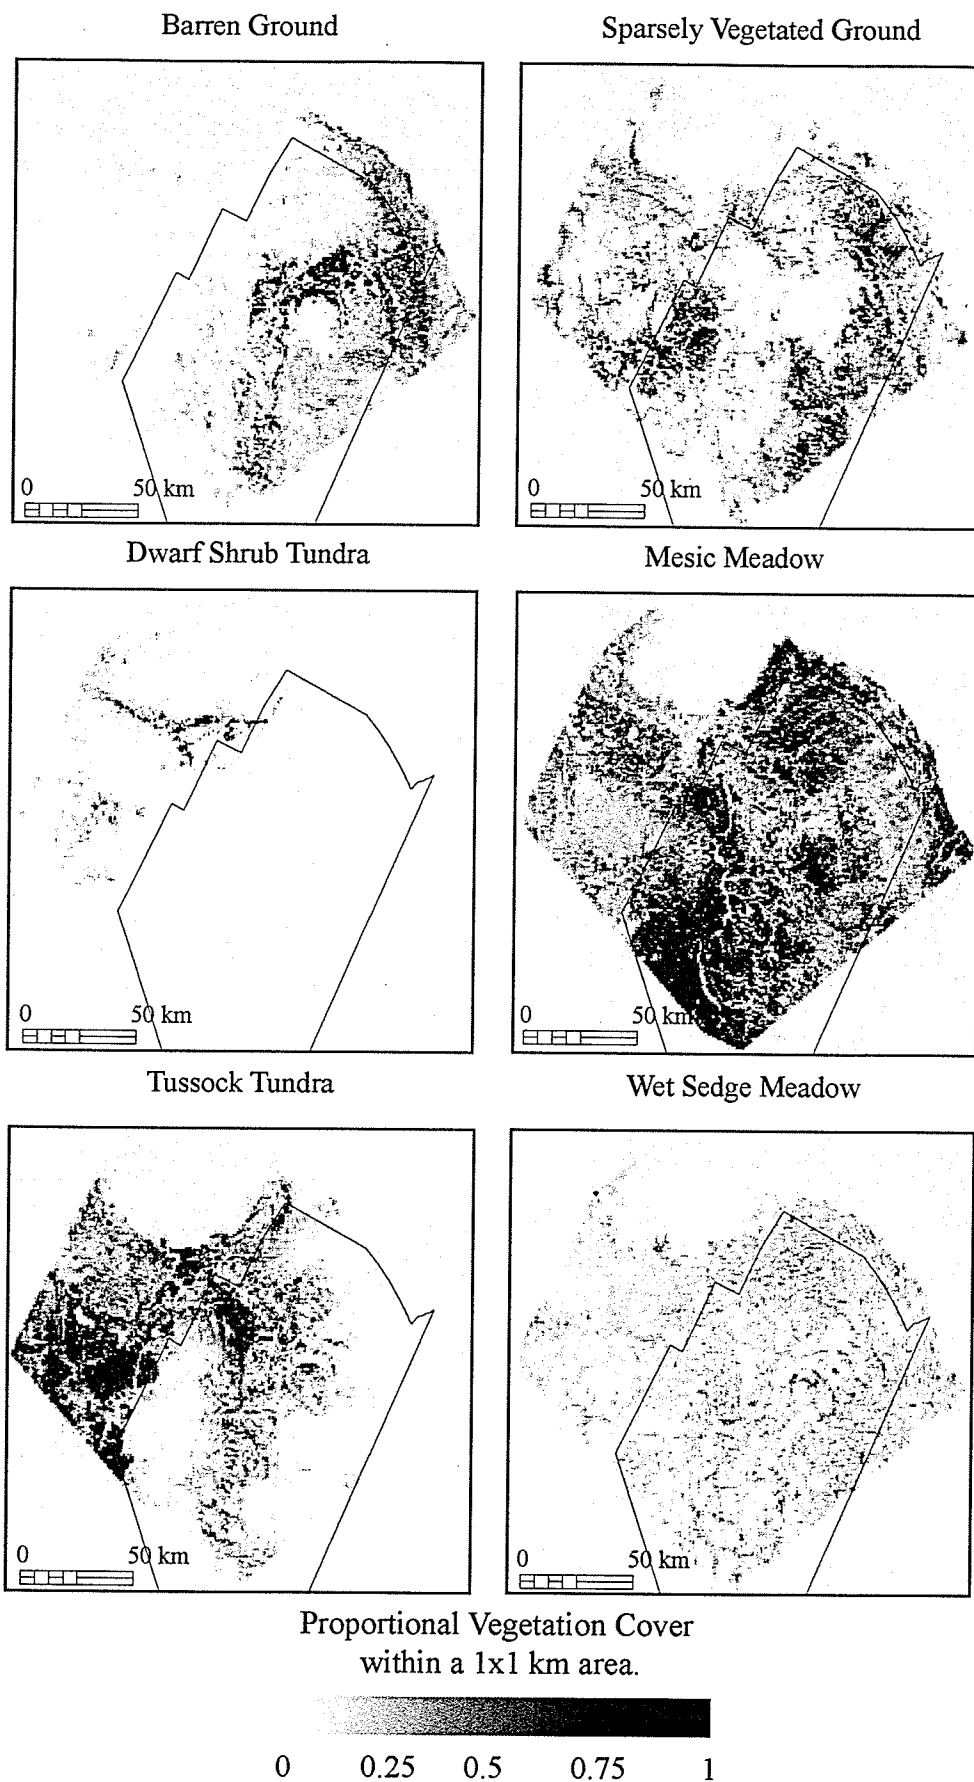 Barren Ground
Sparsely Vegetated Ground
0 50 km
0 50 km
Dwarf Shrub Tundra
Mesic Meadow
0 50 km
0 50 km
Tussock Tundra
Wet Sedge Meadow
0 50 km
0 50 km
Proportional Vegetation Cover
within a 1x1 km area.
0 0.25 0.5 0.75 1